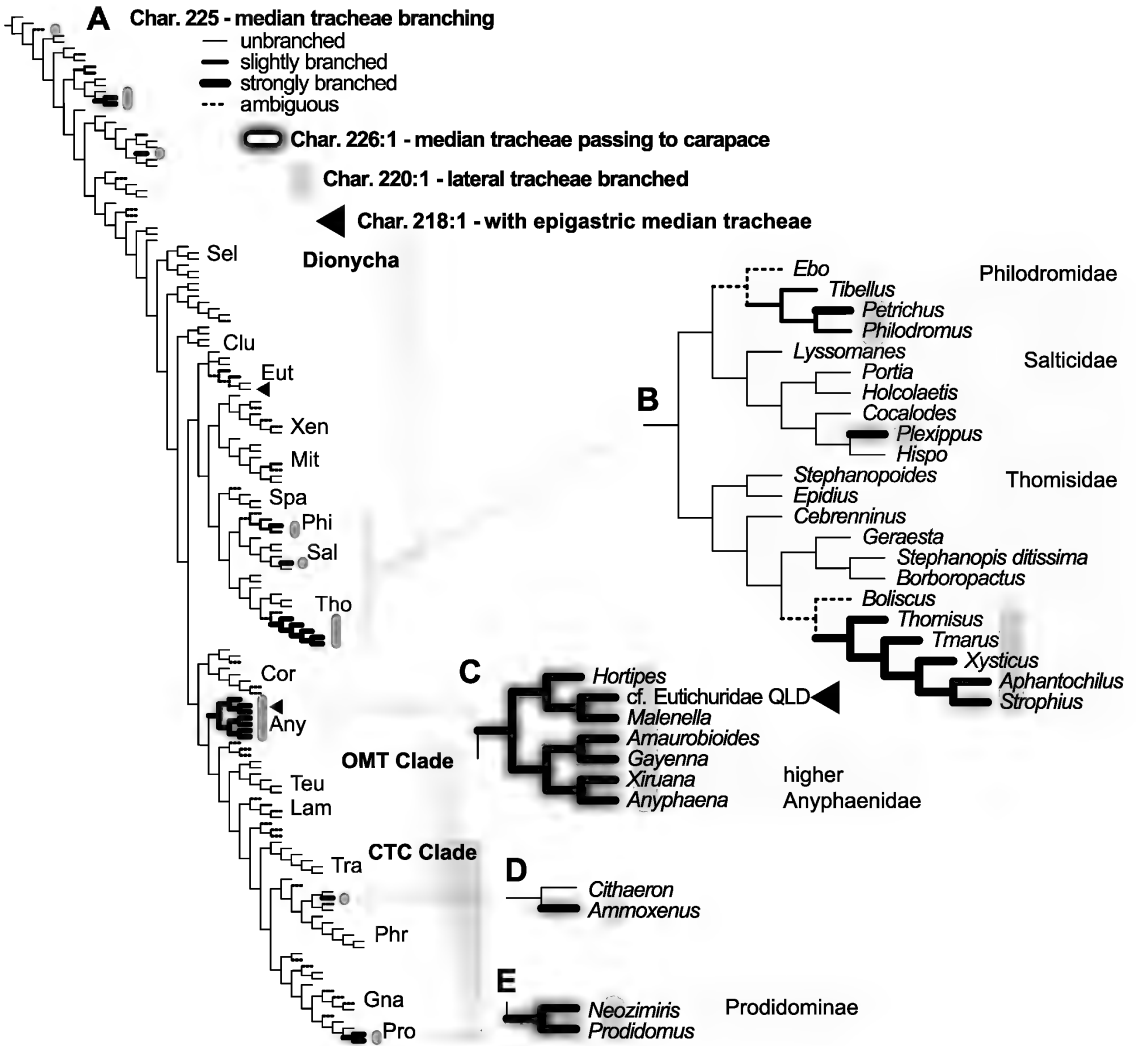 A
Char. 225 - median tracheae branching
unbranched
slightly branched
strongly branched
ambiguous
Char. 226:1 - median tracheae passing to carapace
Char. 220:1 - lateral tracheae branched
Char. 218:1 - with epigastric median tracheae
Dionycha
Sel
Clu
Eut
Xen
Mit
Spa
Phi
Sal
Tho
Cor
Any
OMT Clade
Teu
Lam
CTC Clade
Tra
Phr
Gna
Pro
B
Ebo
Philodromidae
Tibellus
Petrichus
Philodromus
Lyssomanes
Salticidae
Portia
Holcolaetis
Cocalodes
Plexippus
Hispo
Stephanopoides
Thomisidae
Epidius
Cebrenninus
Geraesta
Stephanopis ditissima
Borboropactus
Boliscus
Thomisus
Tmarus
Xysticus
Aphantochilus
Strophius
C
Hortipes
cf. Eutichuridae QLD
Malenella
Amaurobioides
Gayenna
Xiruana
Anyphaena
higher
Anyphaenidae
D
Cithaeron
Ammoxenus
E
Neozimiris
Prodidomus
Prodidominae